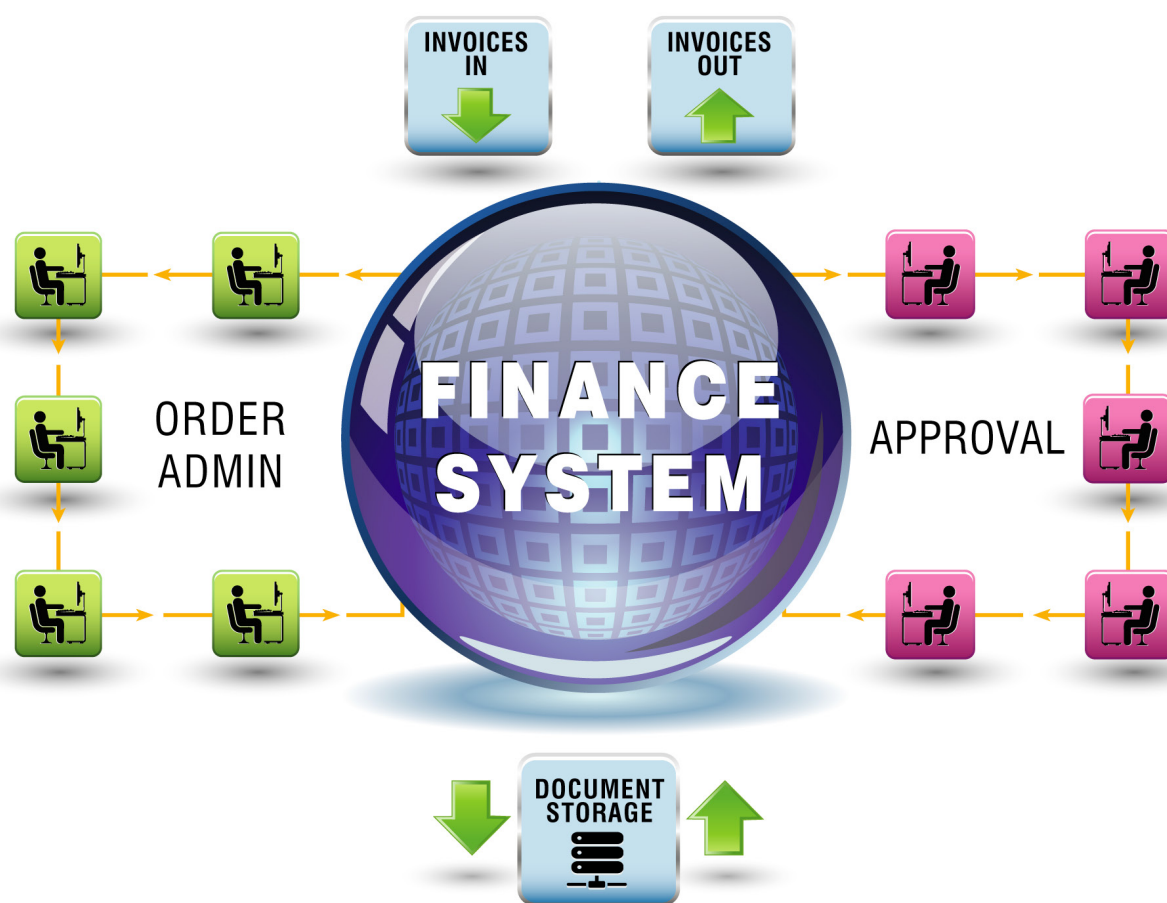 INVOICES
IN
INVOICES
OUT
ORDER
ADMIN
FINANCE
SYSTEM
APPROVAL
DOCUMENT
STORAGE